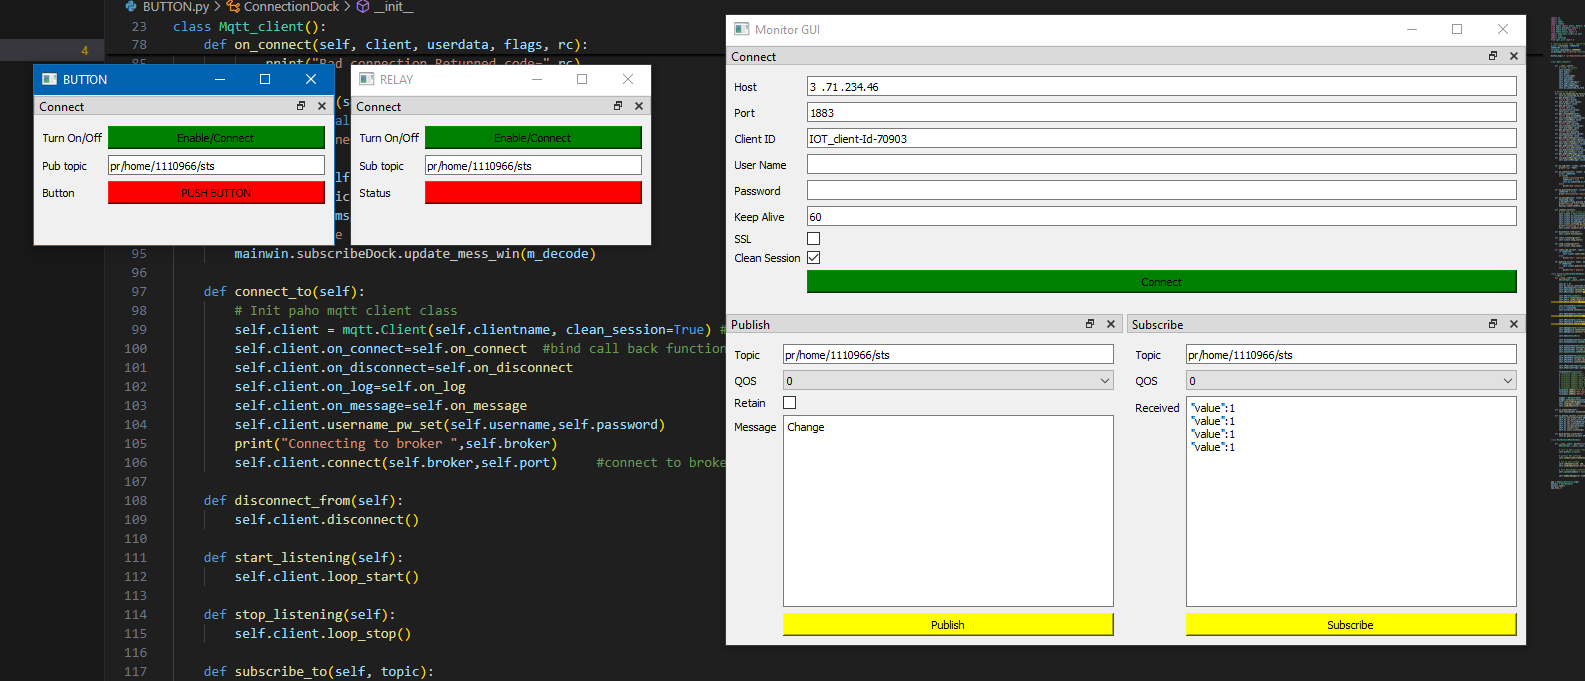 BUTTON.py > ConnectionDock > __init__
4
23 class Mqtt_client():
78 def on_connect(self, client, userdata, flags, rc):
BUTTON
Connect
Turn On/Off Enable/Connect
Pub topic pr/home/1110966/sts
Button PUSH BUTTON
RELAY
Connect
Turn On/Off Enable/Connect
Sub topic pr/home/1110966/sts
Status
95 mainwin.subscribeDock.update_mess_win(m_decode)
96
97 def connect_to(self):
98 # Init paho mqtt client class
99 self.client = mqtt.Client(self.clientname, clean_session=True) #
100 self.client.on_connect=self.on_connect #bind call back function
101 self.client.on_disconnect=self.on_disconnect
102 self.client.on_log=self.on_log
103 self.client.on_message=self.on_message
104 self.client.username_pw_set(self.username,self.password)
105 print("Connecting to broker ",self.broker)
106 self.client.connect(self.broker,self.port) #connect to broke
107
108 def disconnect_from(self):
109 self.client.disconnect()
110
111 def start_listening(self):
112 self.client.loop_start()
113
114 def stop_listening(self):
115 self.client.loop_stop()
116
117 def subscribe_to(self, topic):
Monitor GUI
Connect
Host 3 .71.234.46
Port 1883
Client ID IOT_client-Id-70903
User Name
Password
Keep Alive 60
SSL
Clean Session
Connect
Publish
Topic pr/home/1110966/sts
QOS 0
Retain
Message Change
Publish
Subscribe
Topic pr/home/1110966/sts
QOS 0
Received "value":1
"value":1
"value":1
"value":1
Subscribe